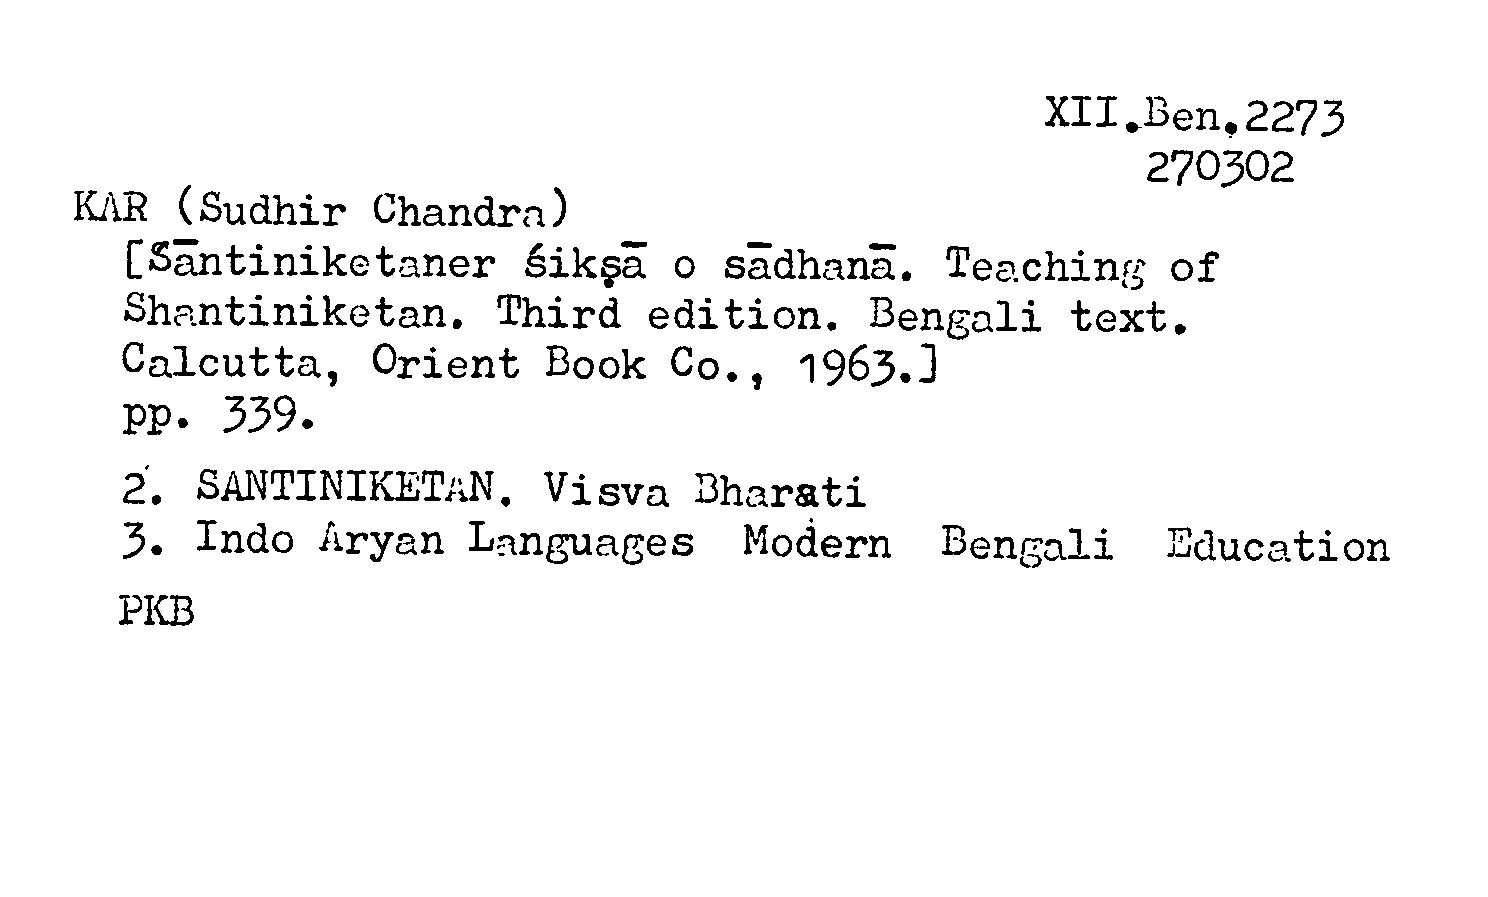 XII.Ben.2273
270302
KAR (Sudhir Chandra)
[Śāntiniketaner śikṣā o sādhanā. Teaching of
Shantiniketan. Third edition. Bengali text.
Calcutta, Orient Book Co., 1963.]
pp. 339.
2. SANTINIKETAN. Visva Bharati
3. Indo Aryan Languages Modern Bengali Education
PKB